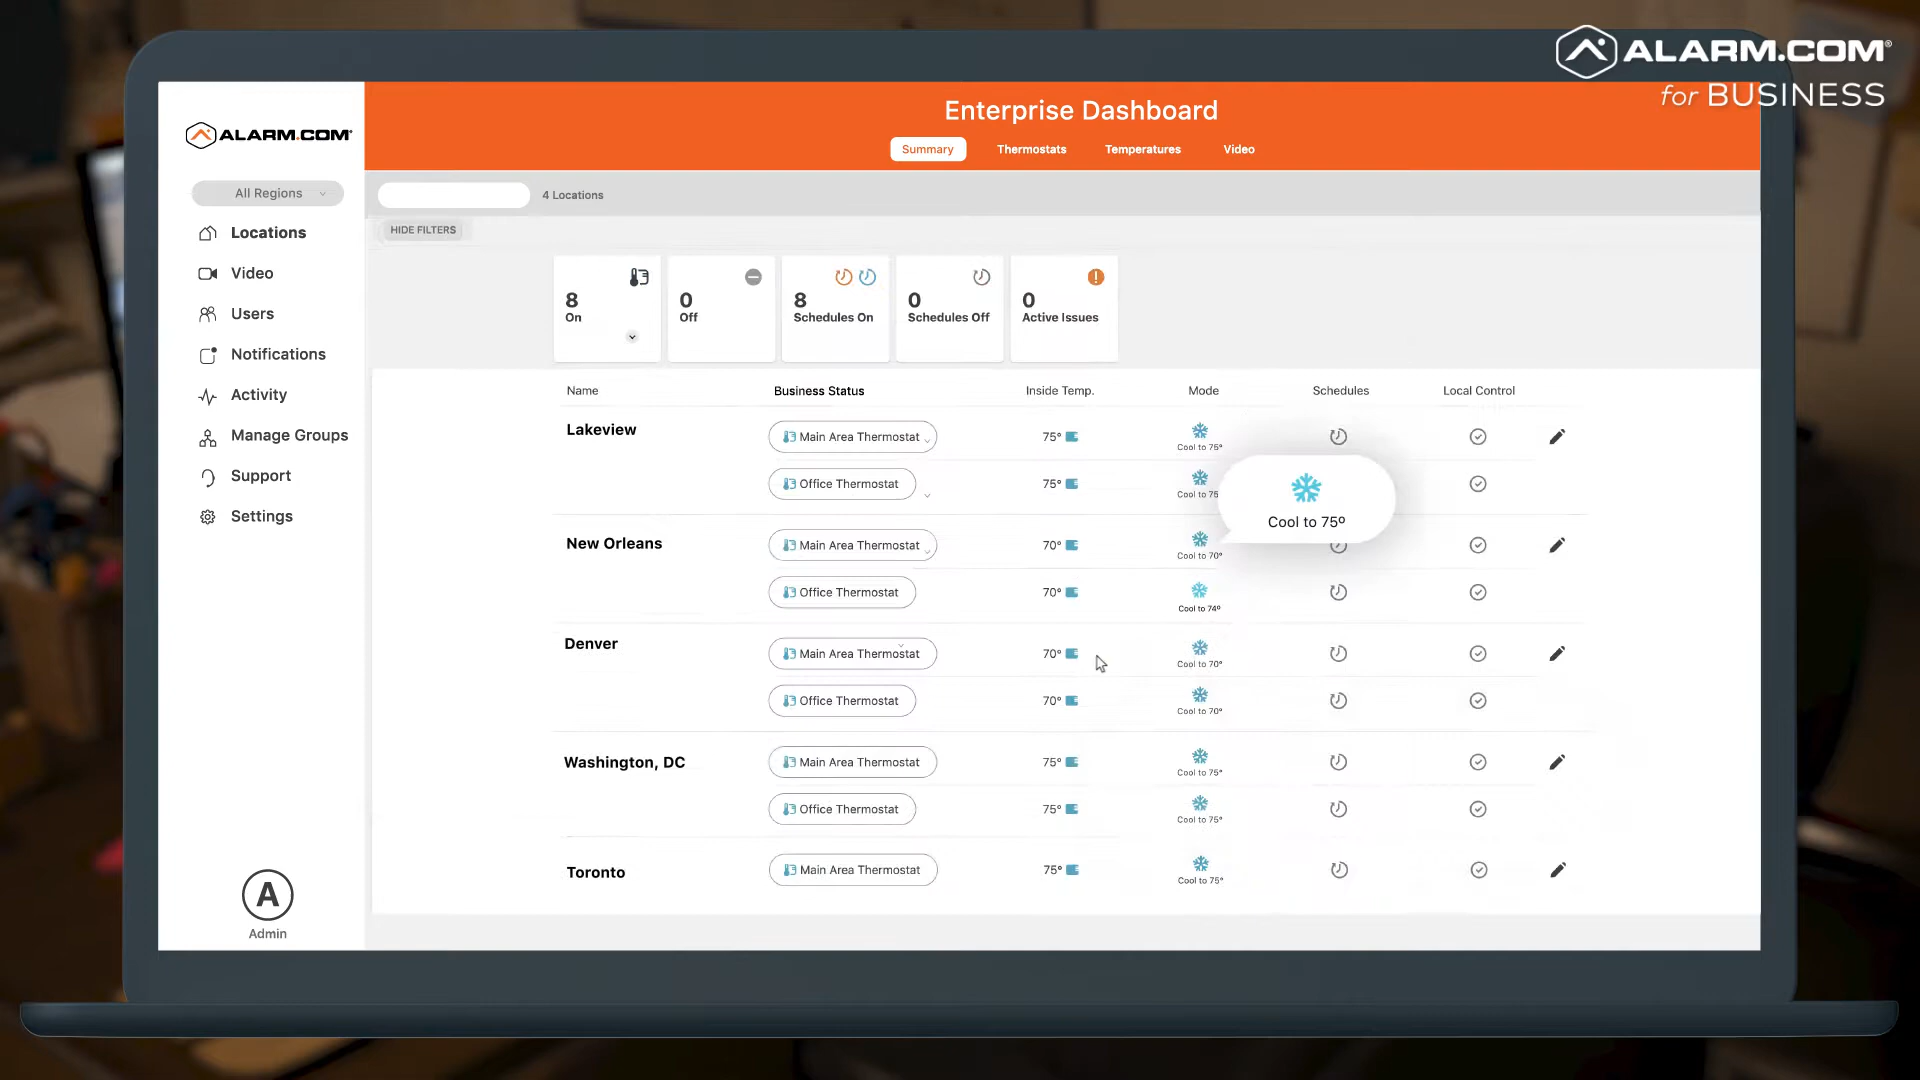 ALARM.COM®
for BUSINESS
ALARM.COM®
Enterprise Dashboard
Summary Thermostats Temperatures Video
All Regions
4 Locations
HIDE FILTERS
Locations
Video
Users
Notifications
Activity
Manage Groups
Support
Settings
A
Admin
8
On
0
Off
8
Schedules On
0
Schedules Off
0
Active Issues
Name Business Status Inside Temp. Mode Schedules Local Control
Lakeview Main Area Thermostat 75° Cool to 75°
Office Thermostat 75° Cool to 75
Cool to 75º
New Orleans Main Area Thermostat 70° Cool to 70°
Office Thermostat 70° Cool to 74º
Denver Main Area Thermostat 70° Cool to 70°
Office Thermostat 70° Cool to 70°
Washington, DC Main Area Thermostat 75° Cool to 75°
Office Thermostat 75° Cool to 75°
Toronto Main Area Thermostat 75° Cool to 75°